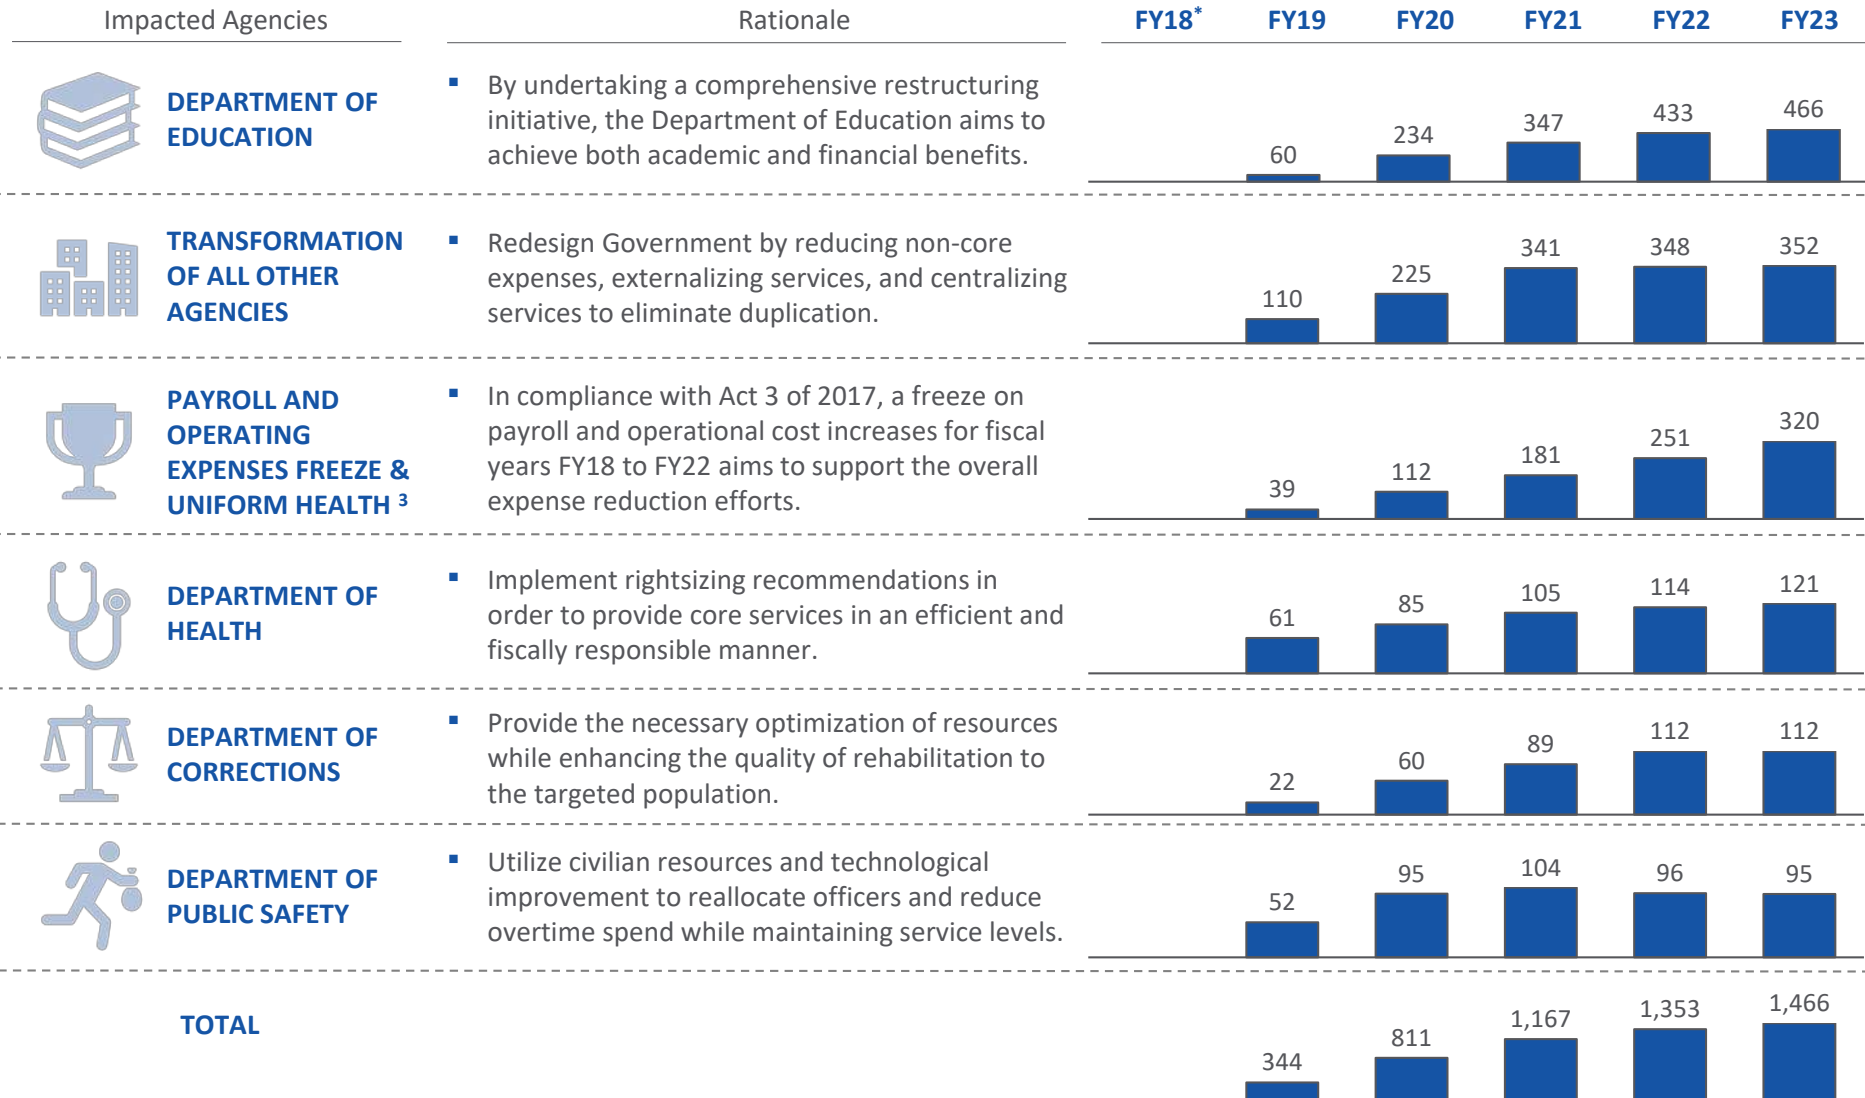 Impacted Agencies
Rationale
FY18* FY19 FY20 FY21 FY22 FY23
DEPARTMENT OF
EDUCATION
▪ By undertaking a comprehensive restructuring
initiative, the Department of Education aims to
achieve both academic and financial benefits.
60 234 347 433 466
TRANSFORMATION
OF ALL OTHER
AGENCIES
▪ Redesign Government by reducing non-core
expenses, externalizing services, and centralizing
services to eliminate duplication.
110 225 341 348 352
PAYROLL AND
OPERATING
EXPENSES FREEZE &
UNIFORM HEALTH ³
▪ In compliance with Act 3 of 2017, a freeze on
payroll and operational cost increases for fiscal
years FY18 to FY22 aims to support the overall
expense reduction efforts.
39 112 181 251 320
DEPARTMENT OF
HEALTH
▪ Implement rightsizing recommendations in
order to provide core services in an efficient and
fiscally responsible manner.
61 85 105 114 121
DEPARTMENT OF
CORRECTIONS
▪ Provide the necessary optimization of resources
while enhancing the quality of rehabilitation to
the targeted population.
22 60 89 112 112
DEPARTMENT OF
PUBLIC SAFETY
▪ Utilize civilian resources and technological
improvement to reallocate officers and reduce
overtime spend while maintaining service levels.
52 95 104 96 95
TOTAL
344 811 1,167 1,353 1,466